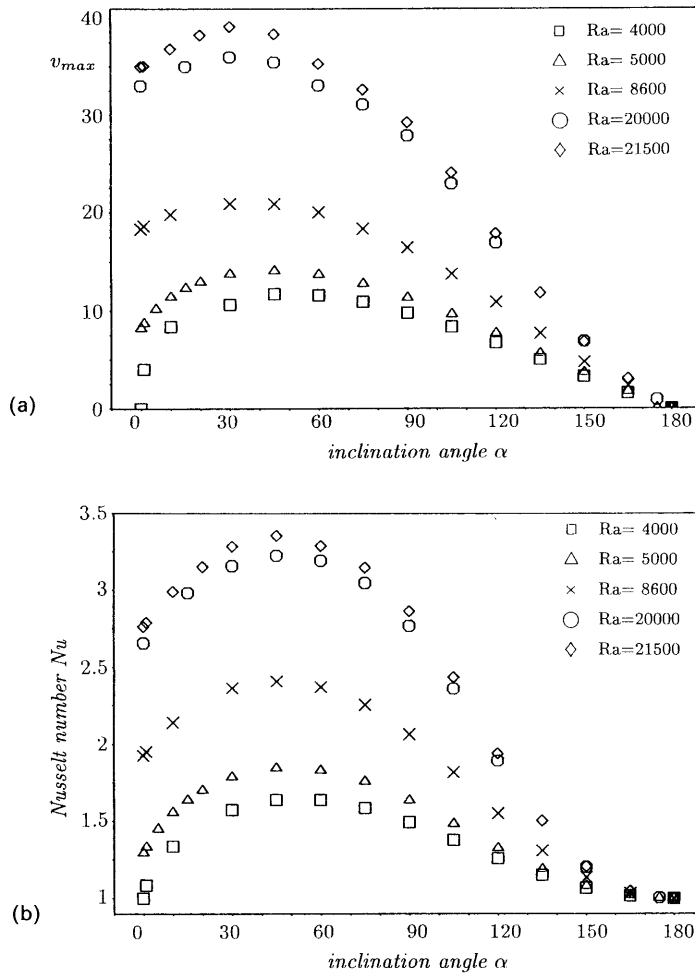 40
v_max
30
20
10
0
Ra= 4000
Ra= 5000
Ra= 8600
Ra=20000
Ra=21500
0 30 60 90 120 150 180
inclination angle α
(a)
3.5
3
2.5
2
1.5
1
Nusselt number Nu
Ra= 4000
Ra= 5000
Ra= 8600
Ra=20000
Ra=21500
0 30 60 90 120 150 180
inclination angle α
(b)